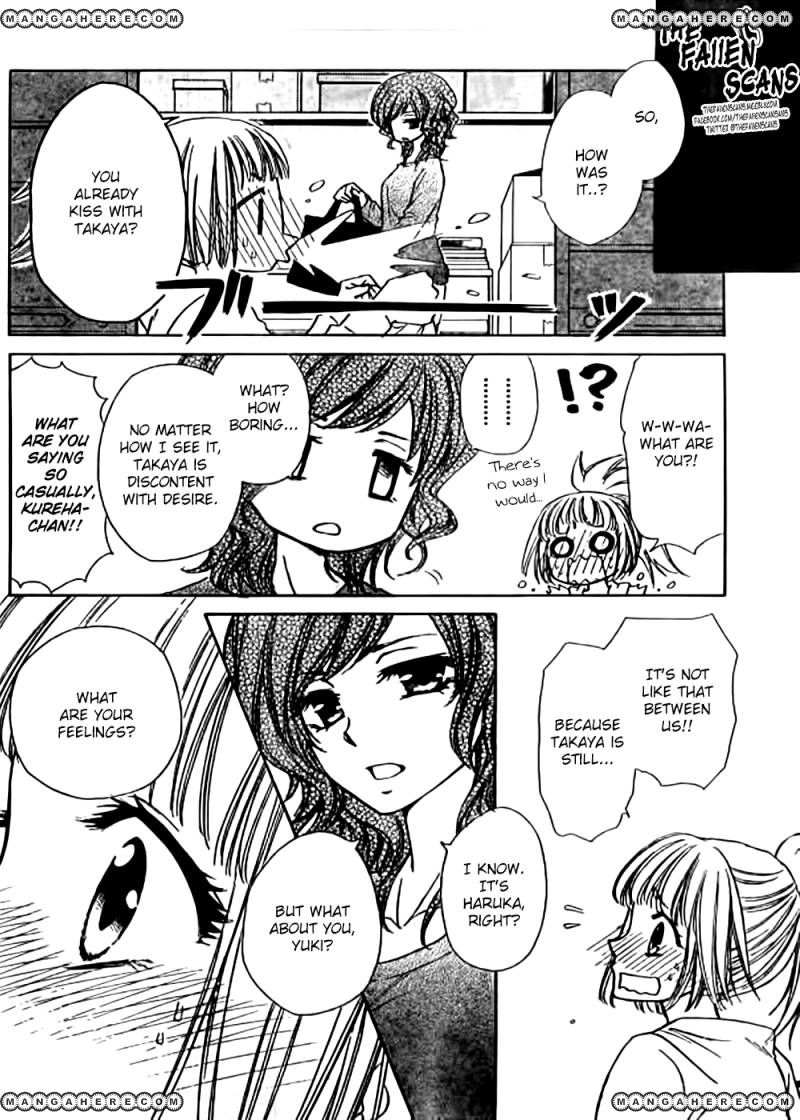 MANGAHERE.COM
MANGAHERE.COM
THE
FALLEN
SCANS
SO,
HOW
WAS
IT..?
YOU
ALREADY
KISS WITH
TAKAYA?
ブッ
!?
W-W-WA-
WHAT ARE
YOU?!
There's
no way I
would...
WHAT?
HOW
BORING...
NO MATTER
HOW I SEE IT,
TAKAYA IS
DISCONTENT
WITH DESIRE.
WHAT
ARE YOU
SAYING
SO
CASUALLY,
KUREHA-
CHAN!!
IT'S NOT
LIKE THAT
BETWEEN
US!!
BECAUSE
TAKAYA IS
STILL...
I KNOW.
IT'S
HARUKA,
RIGHT?
BUT WHAT
ABOUT YOU,
YUKI?
WHAT
ARE YOUR
FEELINGS?
MANGAHERE.COM
MANGAHERE.COM